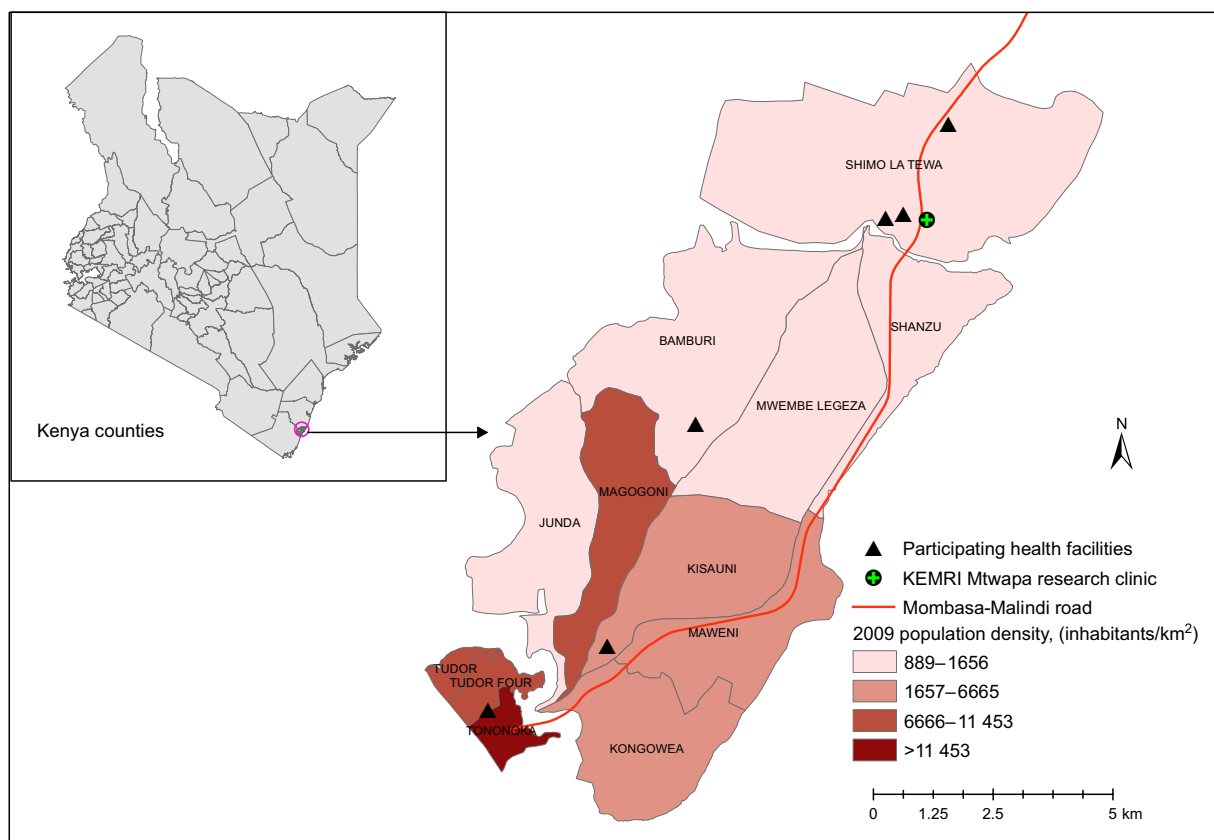 Kenya counties
SHIMO LA TEWA
SHANZU
BAMBURI
MWEMBE LEGEZA
MAGOGONI
JUNDA
KISAUNI
MAWENI
TUDOR
TUDOR FOUR
TONONOKA
KONGOWEA
N
Participating health facilities
KEMRI Mtwapa research clinic
Mombasa-Malindi road
2009 population density, (inhabitants/km²)
889–1656
1657–6665
6666–11 453
>11 453
0 1.25 2.5 5 km